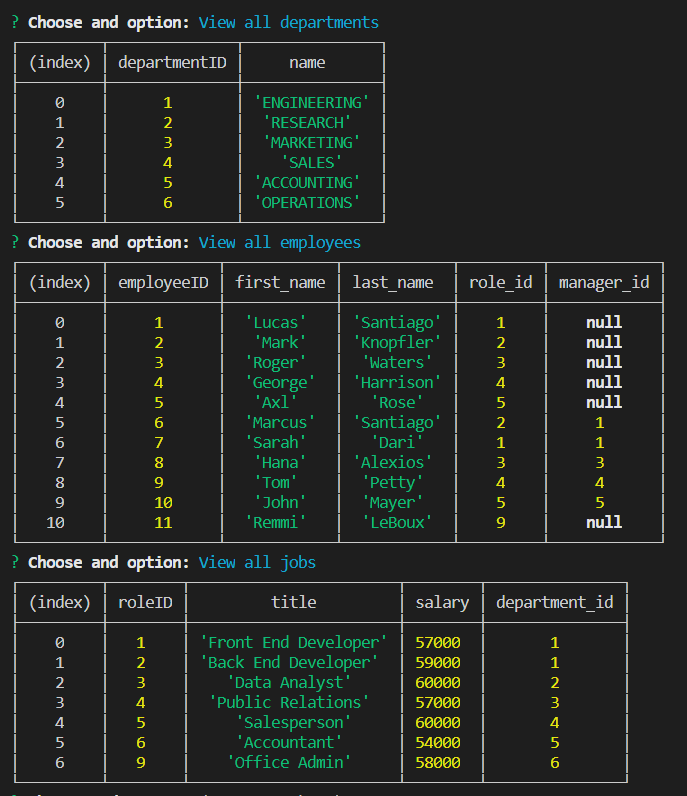 ? Choose and option: View all departments
(index) departmentID name
0 1 'ENGINEERING'
1 2 'RESEARCH'
2 3 'MARKETING'
3 4 'SALES'
4 5 'ACCOUNTING'
5 6 'OPERATIONS'
? Choose and option: View all employees
(index) employeeID first_name last_name role_id manager_id
0 1 'Lucas' 'Santiago' 1 null
1 2 'Mark' 'Knopfler' 2 null
2 3 'Roger' 'Waters' 3 null
3 4 'George' 'Harrison' 4 null
4 5 'Axl' 'Rose' 5 null
5 6 'Marcus' 'Santiago' 2 1
6 7 'Sarah' 'Dari' 1 1
7 8 'Hana' 'Alexios' 3 3
8 9 'Tom' 'Petty' 4 4
9 10 'John' 'Mayer' 5 5
10 11 'Remmi' 'LeBoux' 9 null
? Choose and option: View all jobs
(index) roleID title salary department_id
0 1 'Front End Developer' 57000 1
1 2 'Back End Developer' 59000 1
2 3 'Data Analyst' 60000 2
3 4 'Public Relations' 57000 3
4 5 'Salesperson' 60000 4
5 6 'Accountant' 54000 5
6 9 'Office Admin' 58000 6